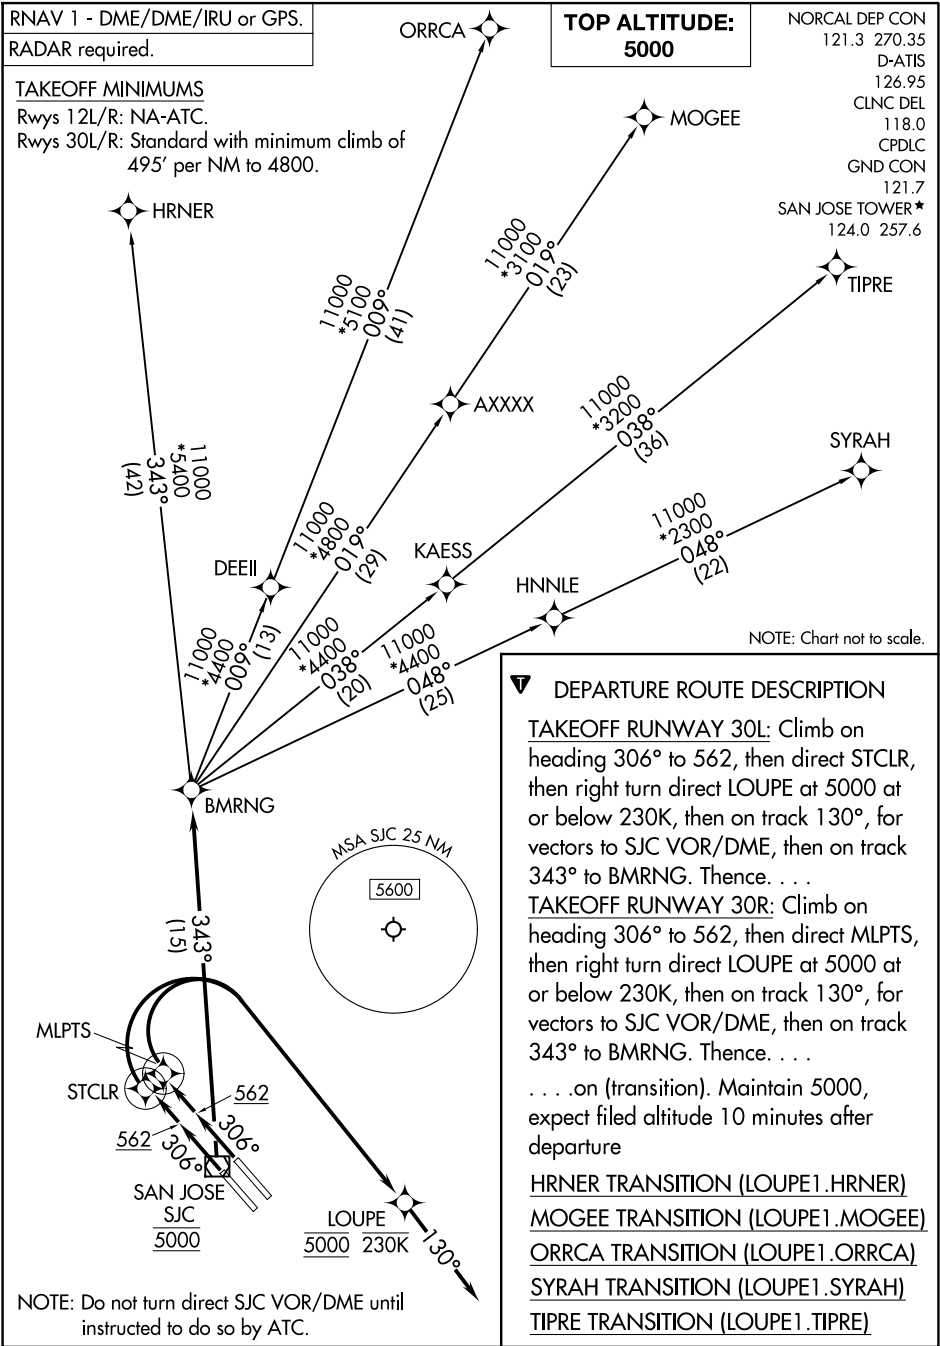 RNAV 1 - DME/DME/IRU or GPS.
RADAR required.
TAKEOFF MINIMUMS
Rwys 12L/R: NA-ATC.
Rwys 30L/R: Standard with minimum climb of
495' per NM to 4800.
TOP ALTITUDE:
5000
NORCAL DEP CON
121.3 270.35
D-ATIS
126.95
CLNC DEL
118.0
CPDLC
GND CON
121.7
SAN JOSE TOWER★
124.0 257.6
ORRCA
MOGEE
HRNER
TIPRE
11000
*5100
009°
(41)
11000
*3100
019°
(23)
AXXXX
11000
*3200
038°
(36)
SYRAH
11000
*5400
343°
(42)
11000
*4800
019°
(29)
11000
*2300
048°
(22)
DEEII
KAESS
HNNLE
11000
*4400
009°
(13)
11000
*4400
038°
(20)
11000
*4400
048°
(25)
NOTE: Chart not to scale.
BMRNG
MSA SJC 25 NM
5600
343°
(15)
MLPTS
STCLR
562
562
306°
306°
SAN JOSE
SJC
5000
LOUPE
5000 230K
130°
NOTE: Do not turn direct SJC VOR/DME until
instructed to do so by ATC.
T
DEPARTURE ROUTE DESCRIPTION
TAKEOFF RUNWAY 30L: Climb on
heading 306° to 562, then direct STCLR,
then right turn direct LOUPE at 5000 at
or below 230K, then on track 130°, for
vectors to SJC VOR/DME, then on track
343° to BMRNG. Thence. . . .
TAKEOFF RUNWAY 30R: Climb on
heading 306° to 562, then direct MLPTS,
then right turn direct LOUPE at 5000 at
or below 230K, then on track 130°, for
vectors to SJC VOR/DME, then on track
343° to BMRNG. Thence. . . .
. . . .on (transition). Maintain 5000,
expect filed altitude 10 minutes after
departure
HRNER TRANSITION (LOUPE1.HRNER)
MOGEE TRANSITION (LOUPE1.MOGEE)
ORRCA TRANSITION (LOUPE1.ORRCA)
SYRAH TRANSITION (LOUPE1.SYRAH)
TIPRE TRANSITION (LOUPE1.TIPRE)